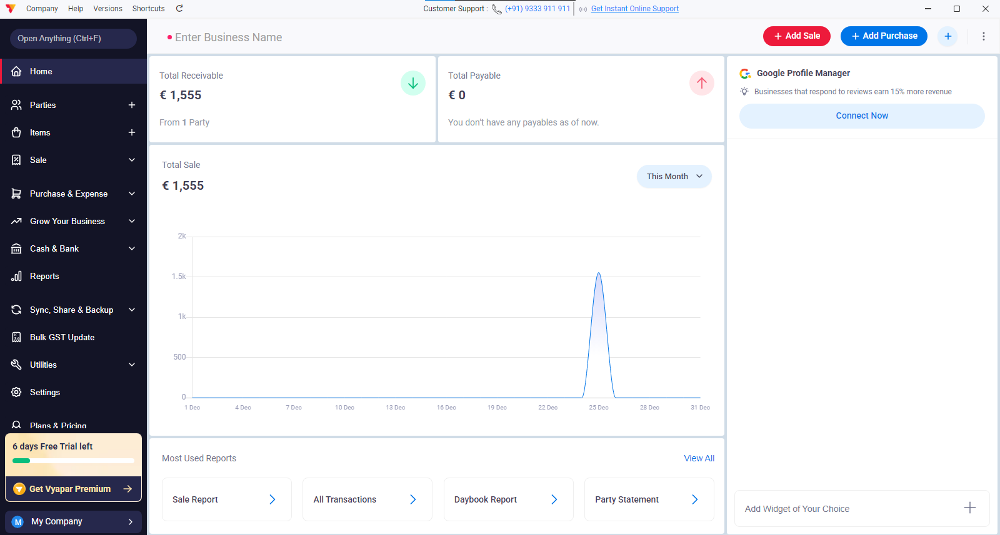 Company Help Versions Shortcuts
Customer Support : (+91) 9333 911 911 Get Instant Online Support
Open Anything (Ctrl+F)
Home
Parties
Items
Sale
Purchase & Expense
Grow Your Business
Cash & Bank
Reports
Sync, Share & Backup
Bulk GST Update
Utilities
Settings
Plans & Pricing
6 days Free Trial left
Get Vyapar Premium
M My Company
Enter Business Name
+ Add Sale
+ Add Purchase
Total Receivable
€ 1,555
From 1 Party
Total Payable
€ 0
You don't have any payables as of now.
Total Sale
€ 1,555
This Month
2k
1.5k
1k
500
0
1 Dec 4 Dec 7 Dec 10 Dec 13 Dec 16 Dec 19 Dec 22 Dec 25 Dec 28 Dec 31 Dec
Most Used Reports
View All
Sale Report
All Transactions
Daybook Report
Party Statement
Google Profile Manager
Businesses that respond to reviews earn 15% more revenue
Connect Now
Add Widget of Your Choice